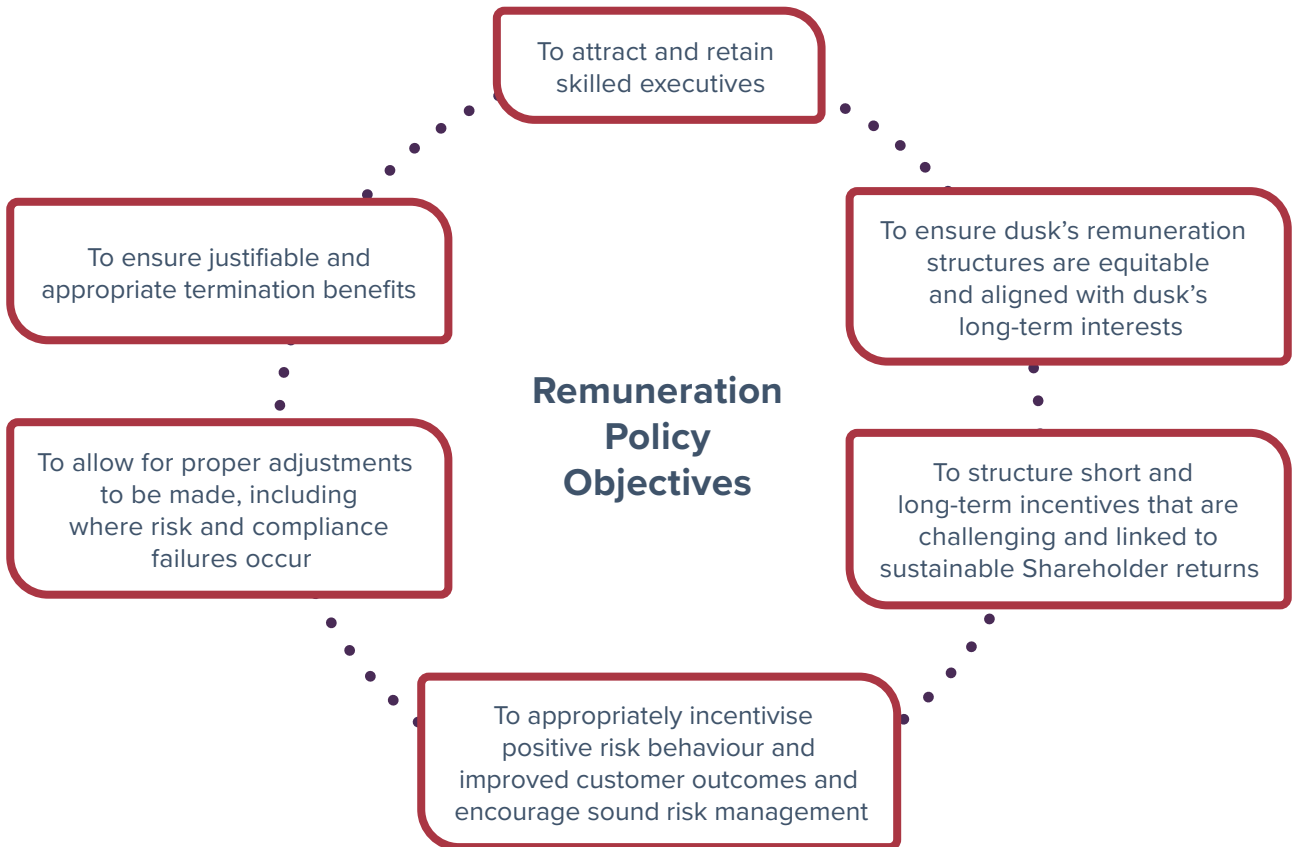 To attract and retain
skilled executives
To ensure dusk’s remuneration
structures are equitable
and aligned with dusk’s
long-term interests
To structure short and
long-term incentives that are
challenging and linked to
sustainable Shareholder returns
To appropriately incentivise
positive risk behaviour and
improved customer outcomes and
encourage sound risk management
To allow for proper adjustments
to be made, including
where risk and compliance
failures occur
To ensure justifiable and
appropriate termination benefits
Remuneration
Policy
Objectives